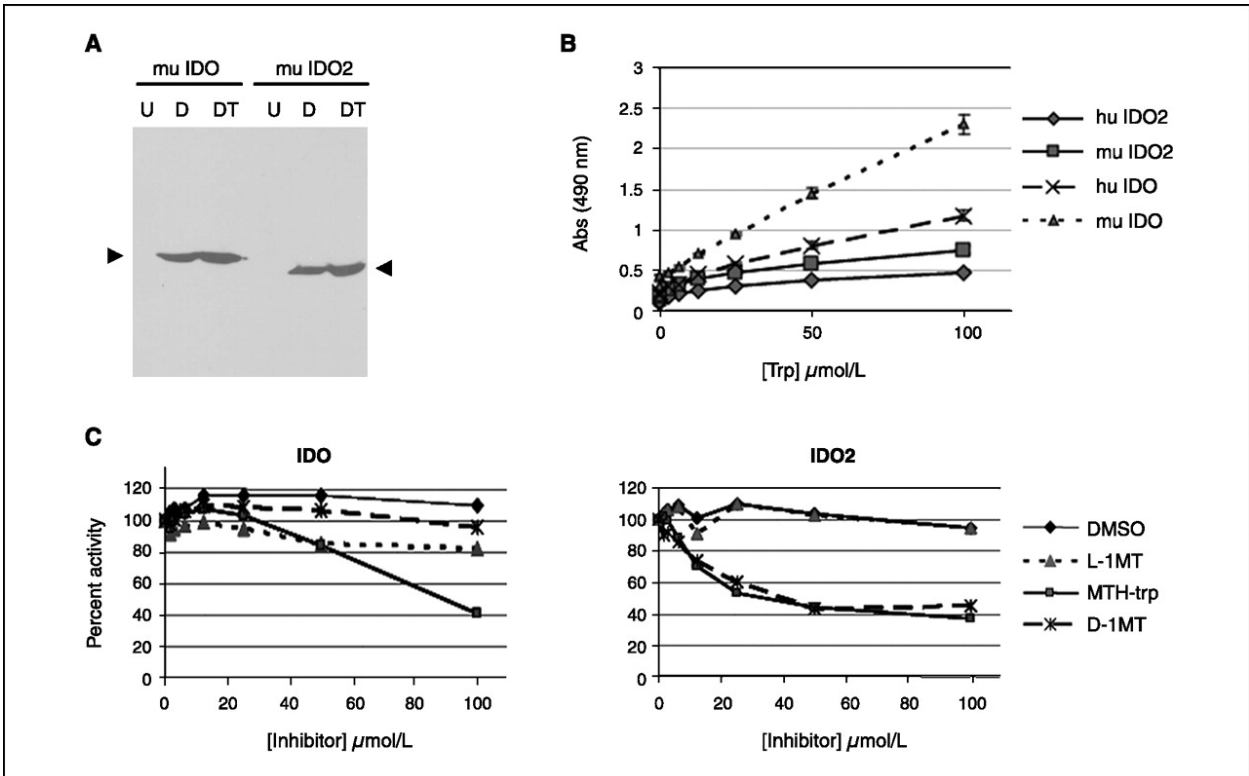 A
mu IDO mu IDO2
U D DT U D DT
B
3
2.5
2
1.5
1
0.5
0
Abs (490 nm)
0 50 100
[Trp] µmol/L
hu IDO2
mu IDO2
hu IDO
mu IDO
C
IDO
120
100
80
60
40
20
0
Percent activity
0 20 40 60 80 100
[Inhibitor] µmol/L
IDO2
120
100
80
60
40
20
0
0 20 40 60 80 100
[Inhibitor] µmol/L
DMSO
L-1MT
MTH-trp
D-1MT